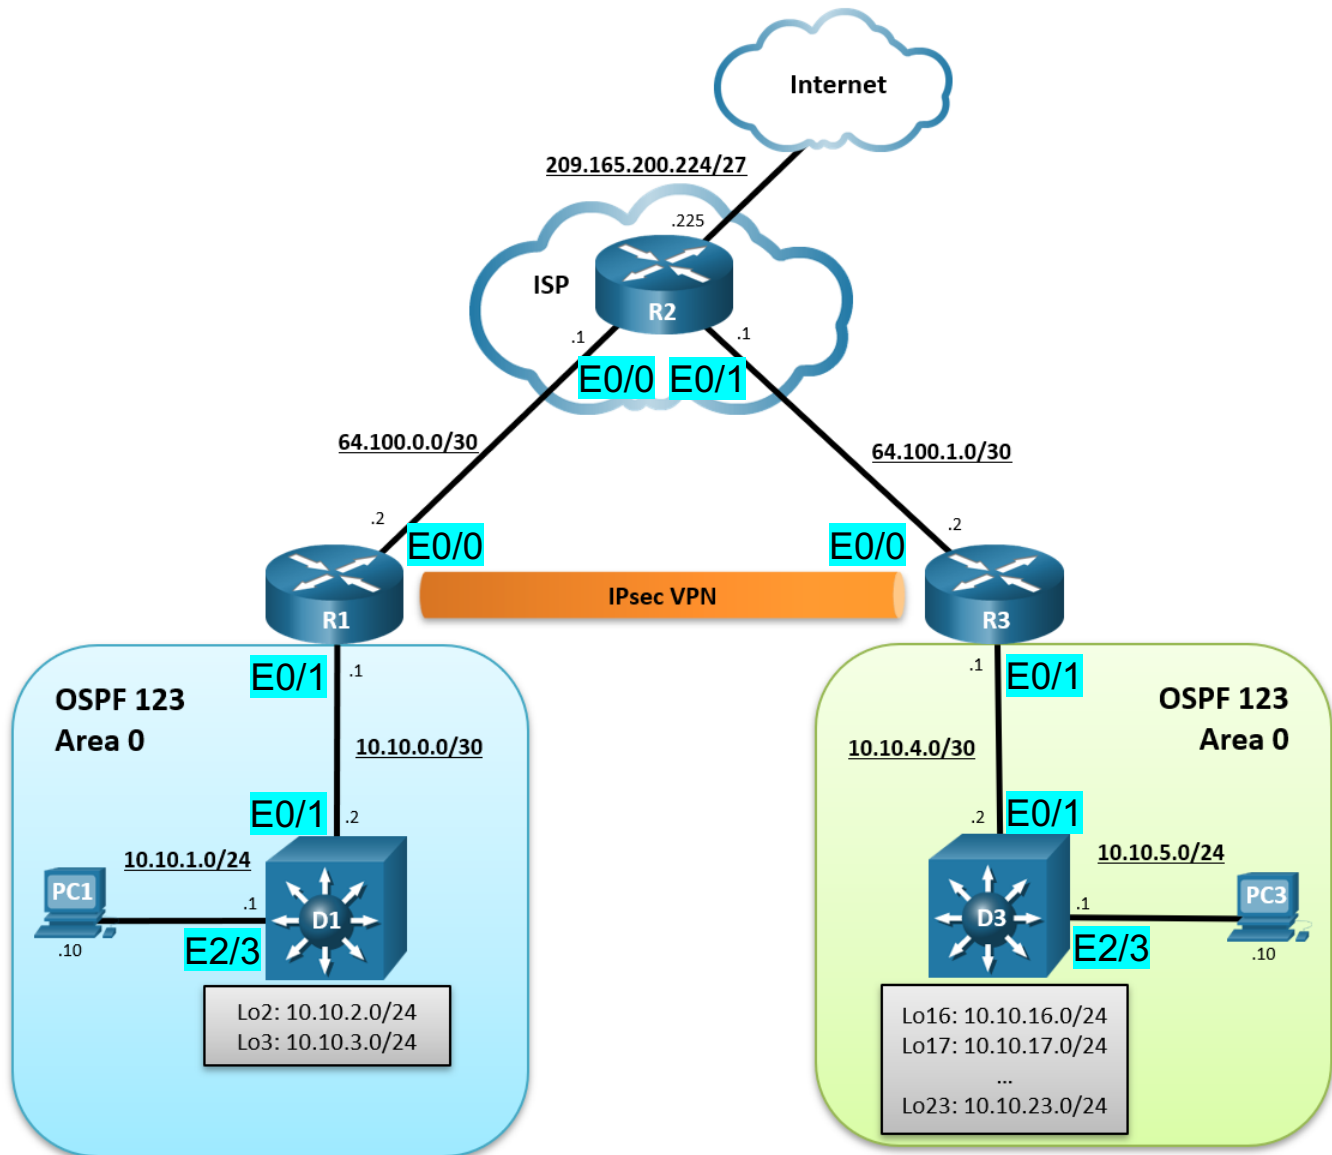 Internet
209.165.200.224/27
.225
ISP
R2
.1
.1
E0/0
E0/1
64.100.0.0/30
64.100.1.0/30
.2
.2
E0/0
E0/0
IPsec VPN
R1
R3
E0/1
.1
.1
E0/1
OSPF 123
Area 0
OSPF 123
Area 0
10.10.0.0/30
10.10.4.0/30
E0/1
.2
.2
E0/1
10.10.1.0/24
10.10.5.0/24
PC1
.1
D1
D3
.1
PC3
.10
E2/3
E2/3
.10
Lo2: 10.10.2.0/24
Lo3: 10.10.3.0/24
Lo16: 10.10.16.0/24
Lo17: 10.10.17.0/24
...
Lo23: 10.10.23.0/24